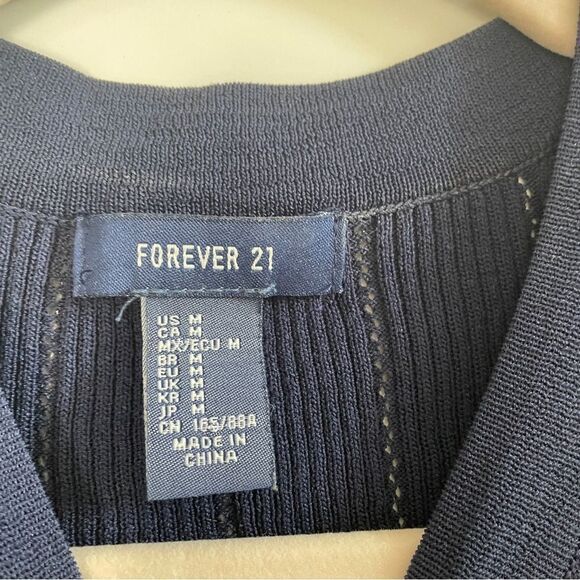 FOREVER 21
US M
CA M
MX/ECU M
BR M
EU M
UK M
KR M
JP M
CN 165/88A
MADE IN
CHINA